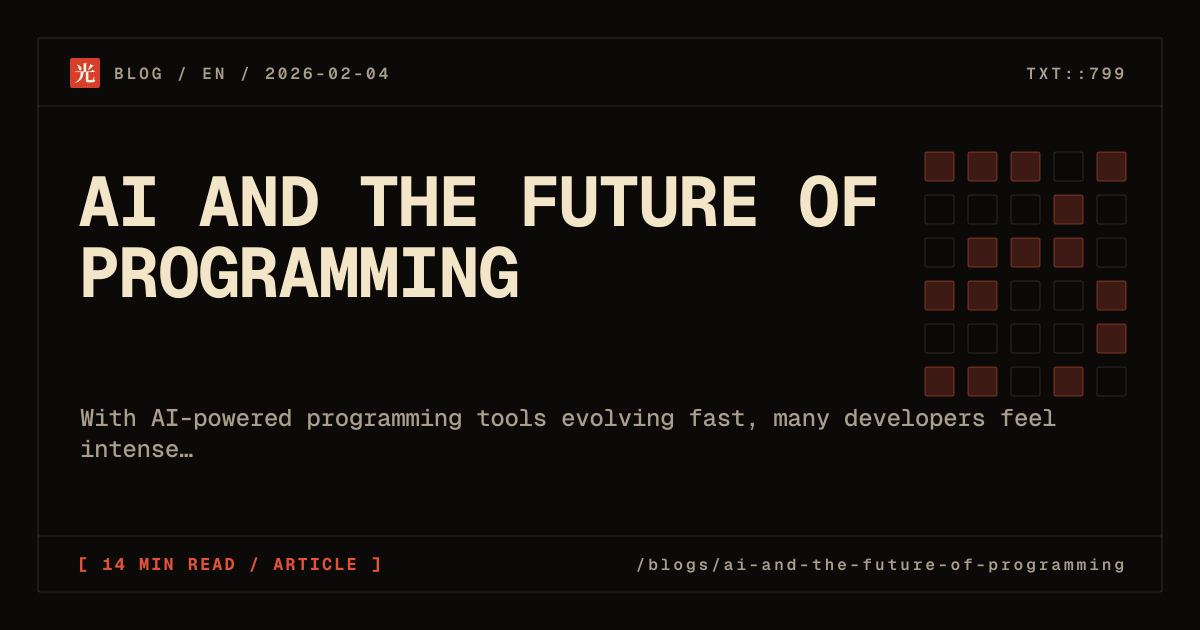 光 BLOG / EN / 2026-02-04
TXT::799
AI AND THE FUTURE OF
PROGRAMMING
With AI-powered programming tools evolving fast, many developers feel
intense…
[ 14 MIN READ / ARTICLE ]
/blogs/ai-and-the-future-of-programming